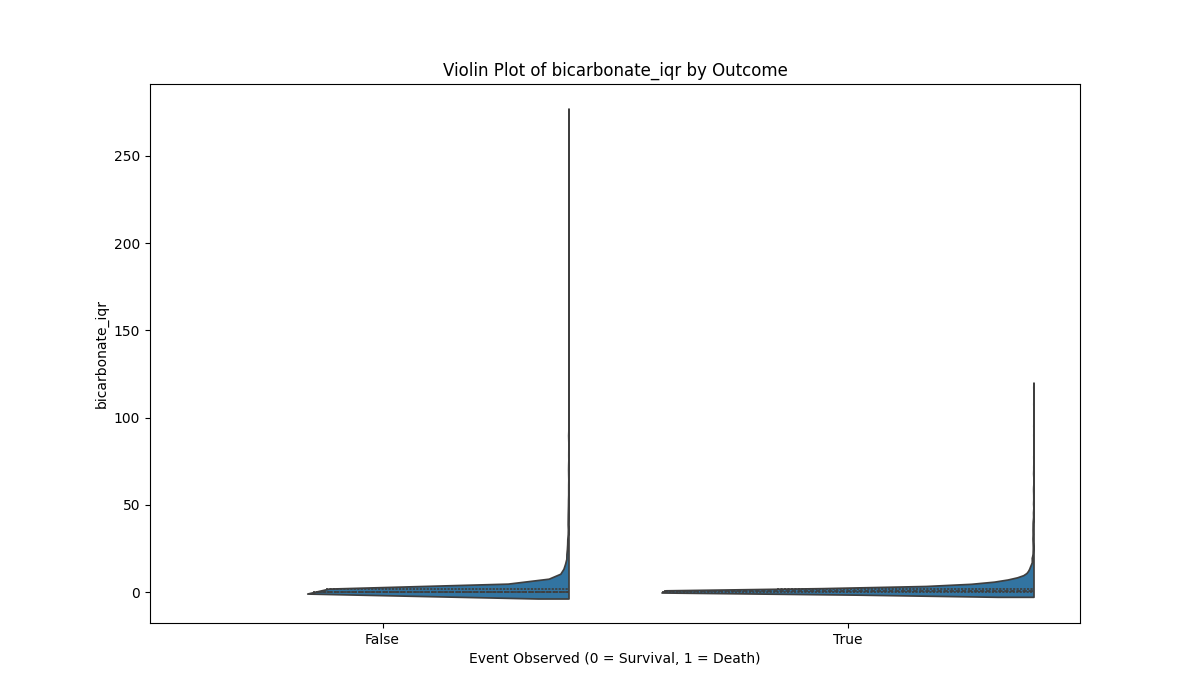 Violin Plot of bicarbonate_iqr by Outcome
bicarbonate_iqr
250
200
150
100
50
0
False
True
Event Observed (0 = Survival, 1 = Death)